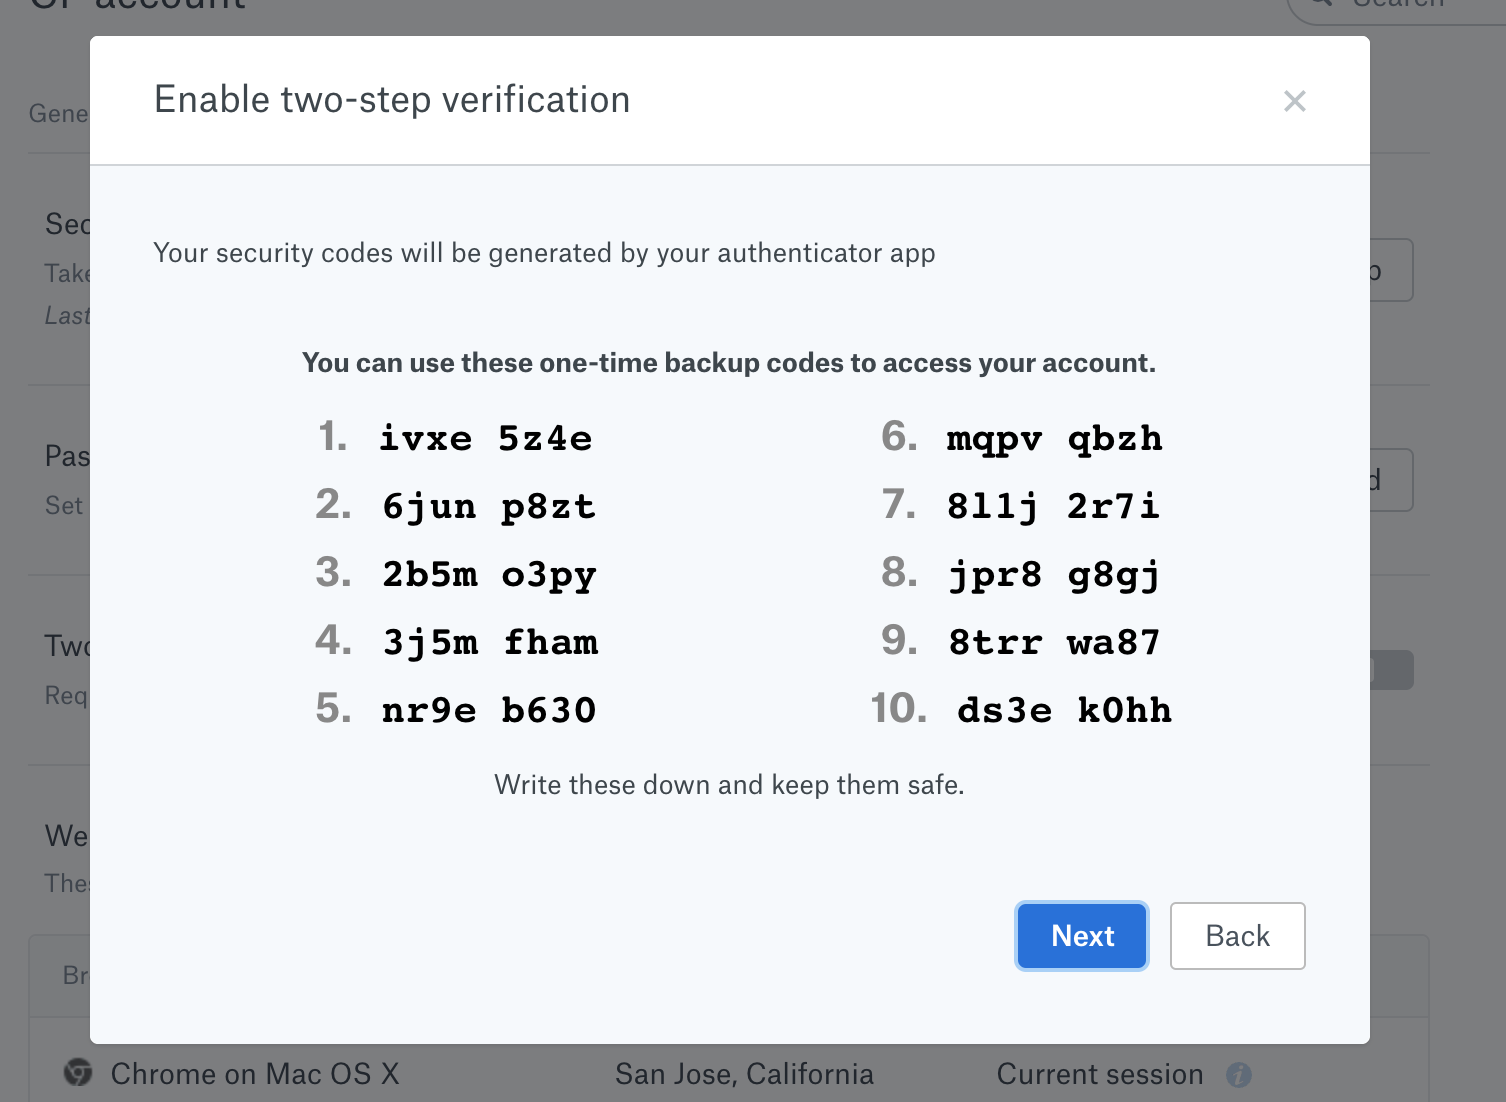 account
Search
Enable two-step verification
Your security codes will be generated by your authenticator app
You can use these one-time backup codes to access your account.
1. ivxe 5z4e
2. 6jun p8zt
3. 2b5m o3py
4. 3j5m fham
5. nr9e b630
6. mqpv qbzh
7. 8l1j 2r7i
8. jpr8 g8gj
9. 8trr wa87
10. ds3e k0hh
Write these down and keep them safe.
Next
Back
Gene
Sec
Take
Last
Pas
Set
Two
Req
We
Thes
Br
Chrome on Mac OS X
San Jose, California
Current session